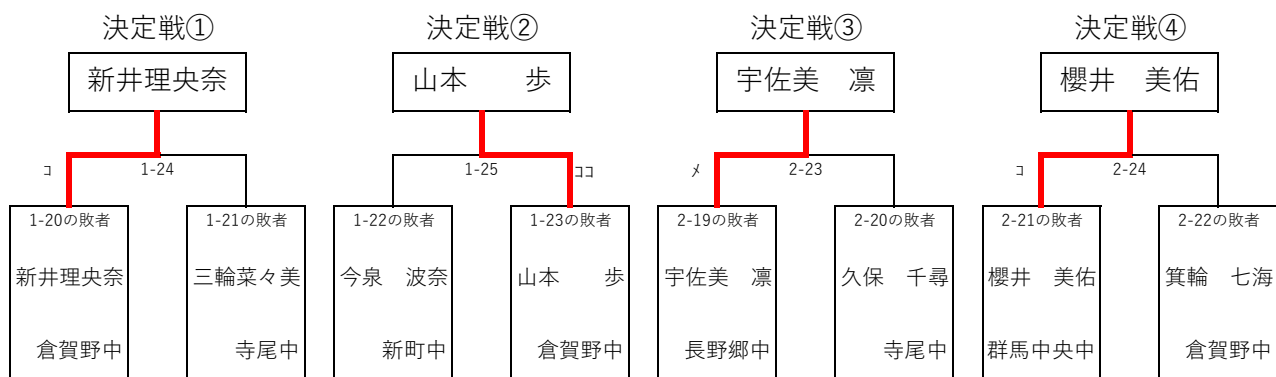 決定戦① 決定戦② 決定戦③ 決定戦④
新井理央奈 山本　歩 宇佐美　凛 櫻井　美佑
コ 1-24 1-25 ココ メ 2-23 コ 2-24
1-20の敗者 1-21の敗者 1-22の敗者 1-23の敗者 2-19の敗者 2-20の敗者 2-21の敗者 2-22の敗者
新井理央奈 三輪菜々美 今泉　波奈 山本　歩 宇佐美　凛 久保　千尋 櫻井　美佑 箕輪　七海
倉賀野中 寺尾中 新町中 倉賀野中 長野郷中 寺尾中 群馬中央中 倉賀野中